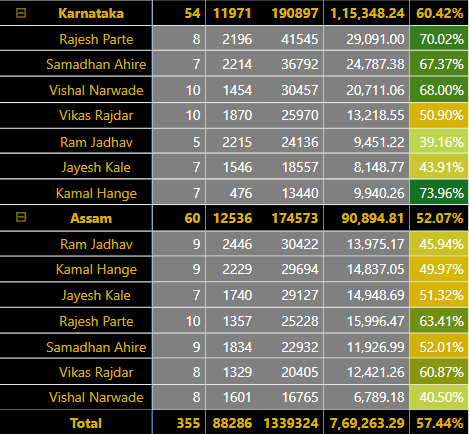 Karnataka 54 11971 190897 1,15,348.24 60.42%
Rajesh Parte 8 2196 41545 29,091.00 70.02%
Samadhan Ahire 7 2214 36792 24,787.38 67.37%
Vishal Narwade 10 1454 30457 20,711.06 68.00%
Vikas Rajdar 10 1870 25970 13,218.55 50.90%
Ram Jadhav 5 2215 24136 9,451.22 39.16%
Jayesh Kale 7 1546 18557 8,148.77 43.91%
Kamal Hange 7 476 13440 9,940.26 73.96%
Assam 60 12536 174573 90,894.81 52.07%
Ram Jadhav 9 2446 30422 13,975.17 45.94%
Kamal Hange 9 2229 29694 14,837.05 49.97%
Jayesh Kale 7 1740 29127 14,948.69 51.32%
Rajesh Parte 10 1357 25228 15,996.47 63.41%
Samadhan Ahire 9 1834 22932 11,926.99 52.01%
Vikas Rajdar 8 1329 20405 12,421.26 60.87%
Vishal Narwade 8 1601 16765 6,789.18 40.50%
Total 355 88286 1339324 7,69,263.29 57.44%